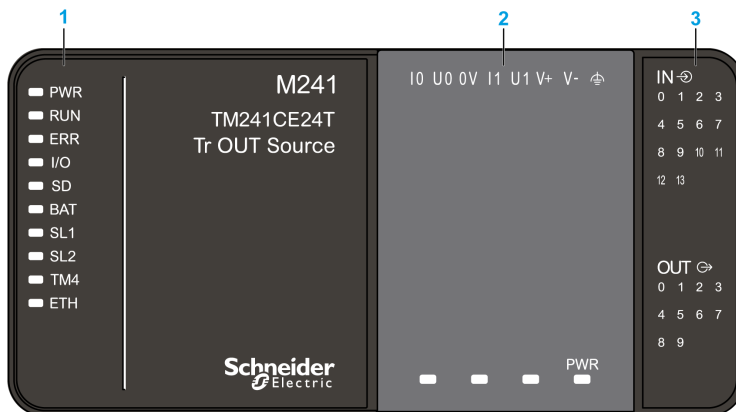 1
2
3
PWR
RUN
ERR
I/O
SD
BAT
SL1
SL2
TM4
ETH
M241
TM241CE24T
Tr OUT Source
Schneider
Electric
I0 U0 0V I1 U1 V+ V-
PWR
IN
0 1 2 3
4 5 6 7
8 9 10 11
12 13
OUT
0 1 2 3
4 5 6 7
8 9